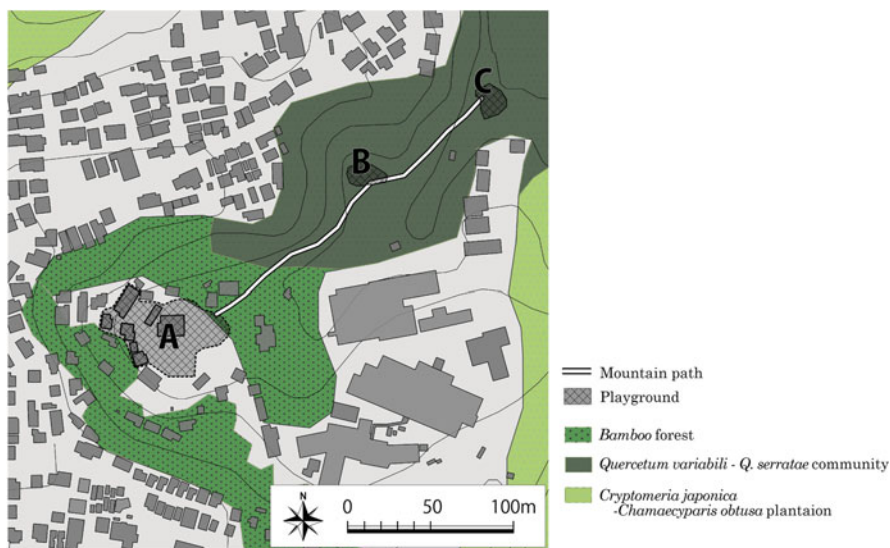 C
B
A
N
0 50 100m
Mountain path
Playground
Bamboo forest
Quercetum variabili - Q. serratae community
Cryptomeria japonica
-Chamaecyparis obtusa plantaion